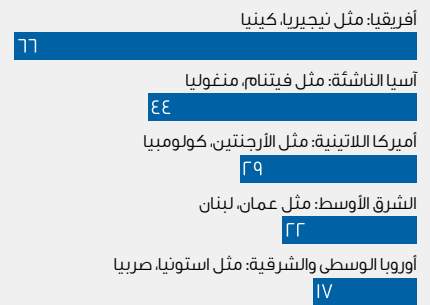 أفريقيا: مثل نيجيريا، كينيا
٦٦
آسيا الناشئة: مثل فيتنام، منغوليا
٤٤
أميركا اللاتينية: مثل الأرجنتين، كولومبيا
٢٩
الشرق الأوسط: مثل عمان، لبنان
٢٢
أوروبا الوسطى والشرقية: مثل استونيا، صربيا
١٧